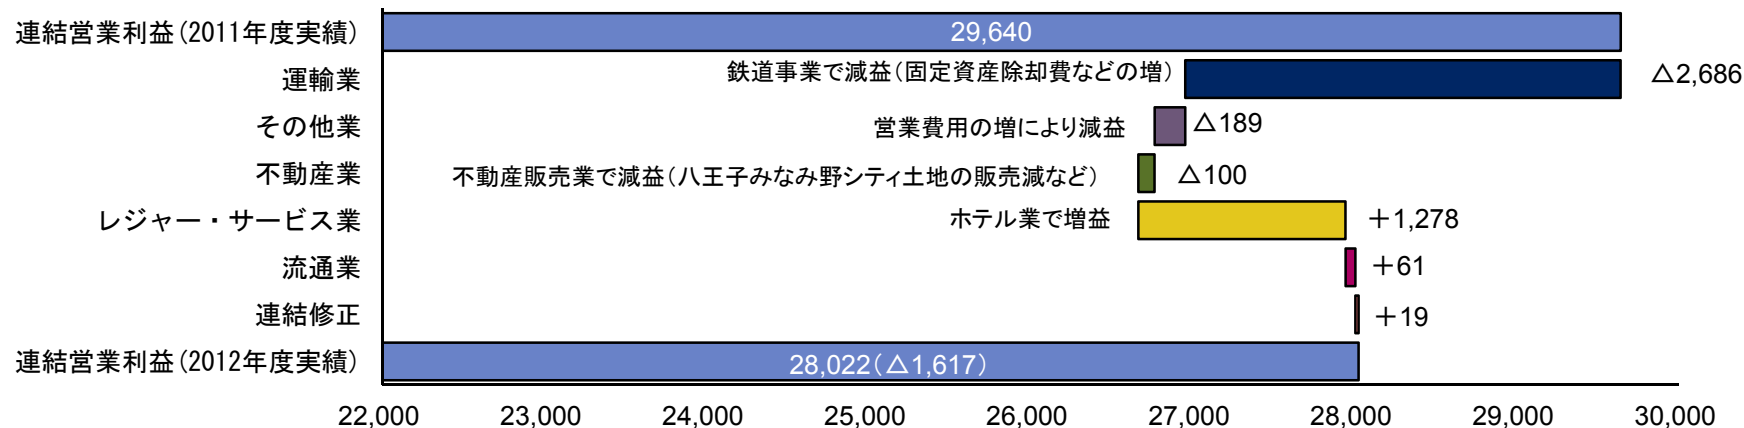 連結営業利益(2011年度実績) 29,640
運輸業 鉄道事業で減益(固定資産除却費などの増) △2,686
その他業 営業費用の増により減益 △189
不動産業 不動産販売業で減益(八王子みなみ野シティ土地の販売減など) △100
レジャー・サービス業 ホテル業で増益 +1,278
流通業 +61
連結修正 +19
連結営業利益(2012年度実績) 28,022(△1,617)
22,000 23,000 24,000 25,000 26,000 27,000 28,000 29,000 30,000